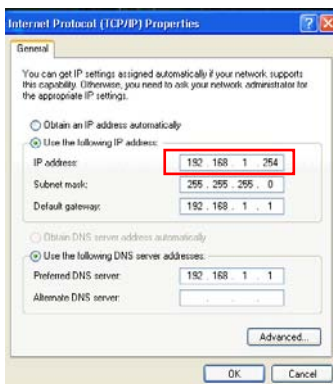 Internet Protocol (TCP/IP) Properties
General
You can get IP settings assigned automatically if your network supports
this capability. Otherwise, you need to ask your network administrator for
the appropriate IP settings.
Obtain an IP address automatically
Use the following IP address:
IP address: 192 . 168 . 1 . 254
Subnet mask: 255 . 255 . 255 . 0
Default gateway: 192 . 168 . 1 . 1
Obtain DNS server address automatically
Use the following DNS server addresses:
Preferred DNS server: 192 . 168 . 1 . 1
Alternate DNS server: . . .
Advanced...
OK Cancel